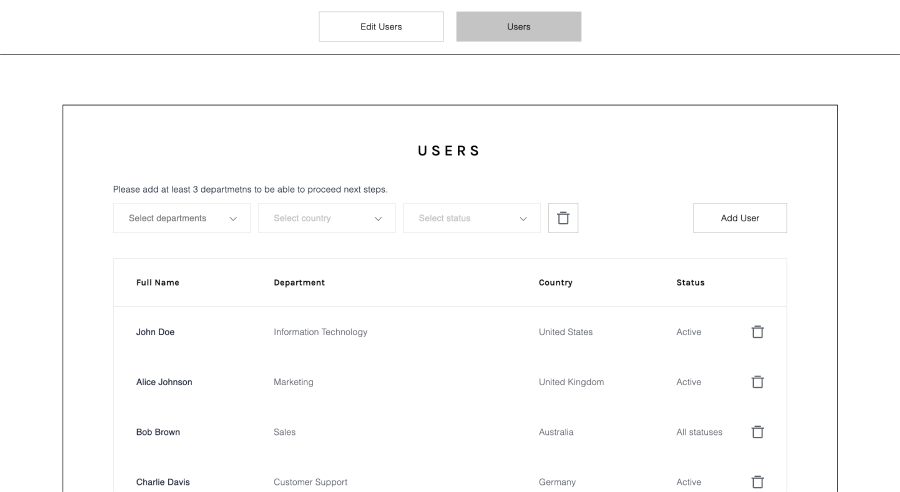 Edit Users Users
USERS
Please add at least 3 departmetns to be able to proceed next steps.
Select departments Select country Select status Add User
Full Name Department Country Status
John Doe Information Technology United States Active
Alice Johnson Marketing United Kingdom Active
Bob Brown Sales Australia All statuses
Charlie Davis Customer Support Germany Active